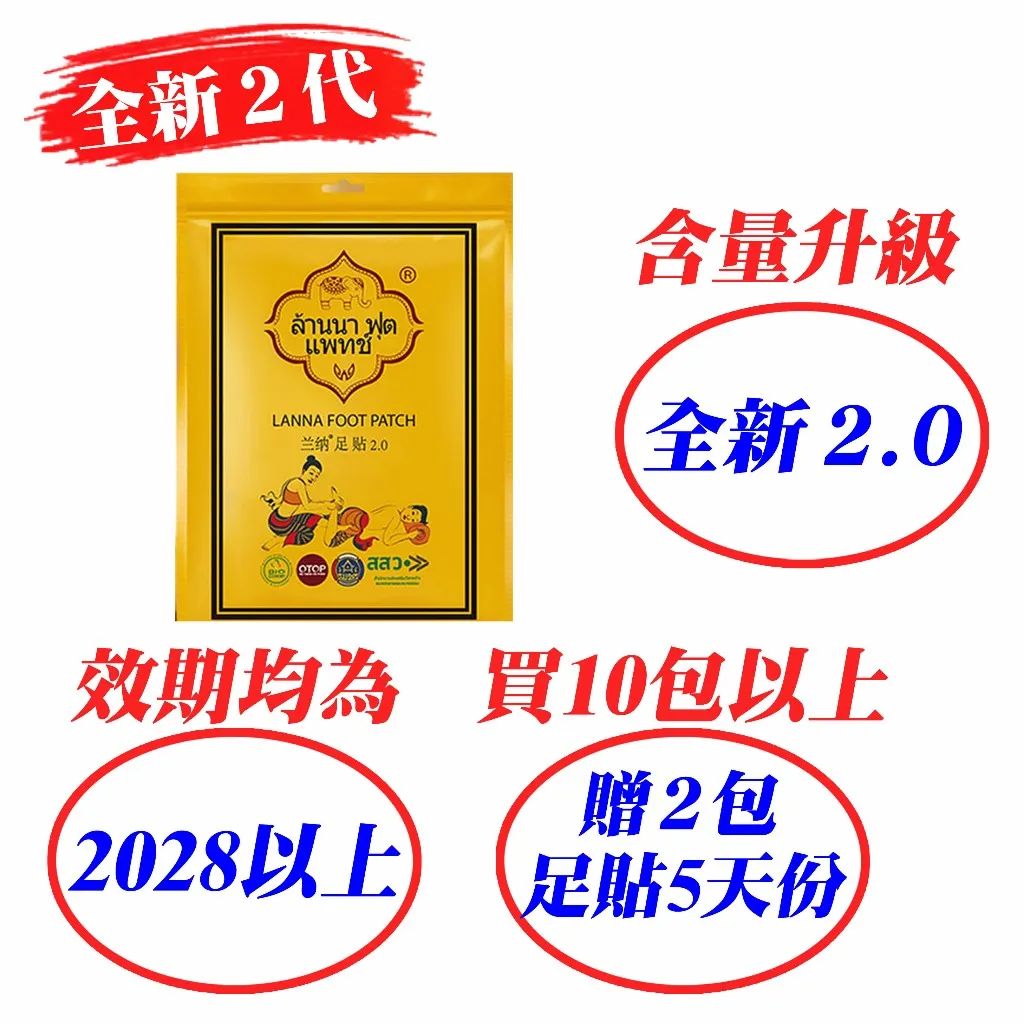 全新2代
含量升級
全新2.0
®
ล้านนา ฟุต
แพทช์
LANNA FOOT PATCH
兰纳®足贴2.0
BIO
OTOP
สสว
效期均為
2028以上
買10包以上
贈2包
足貼5天份